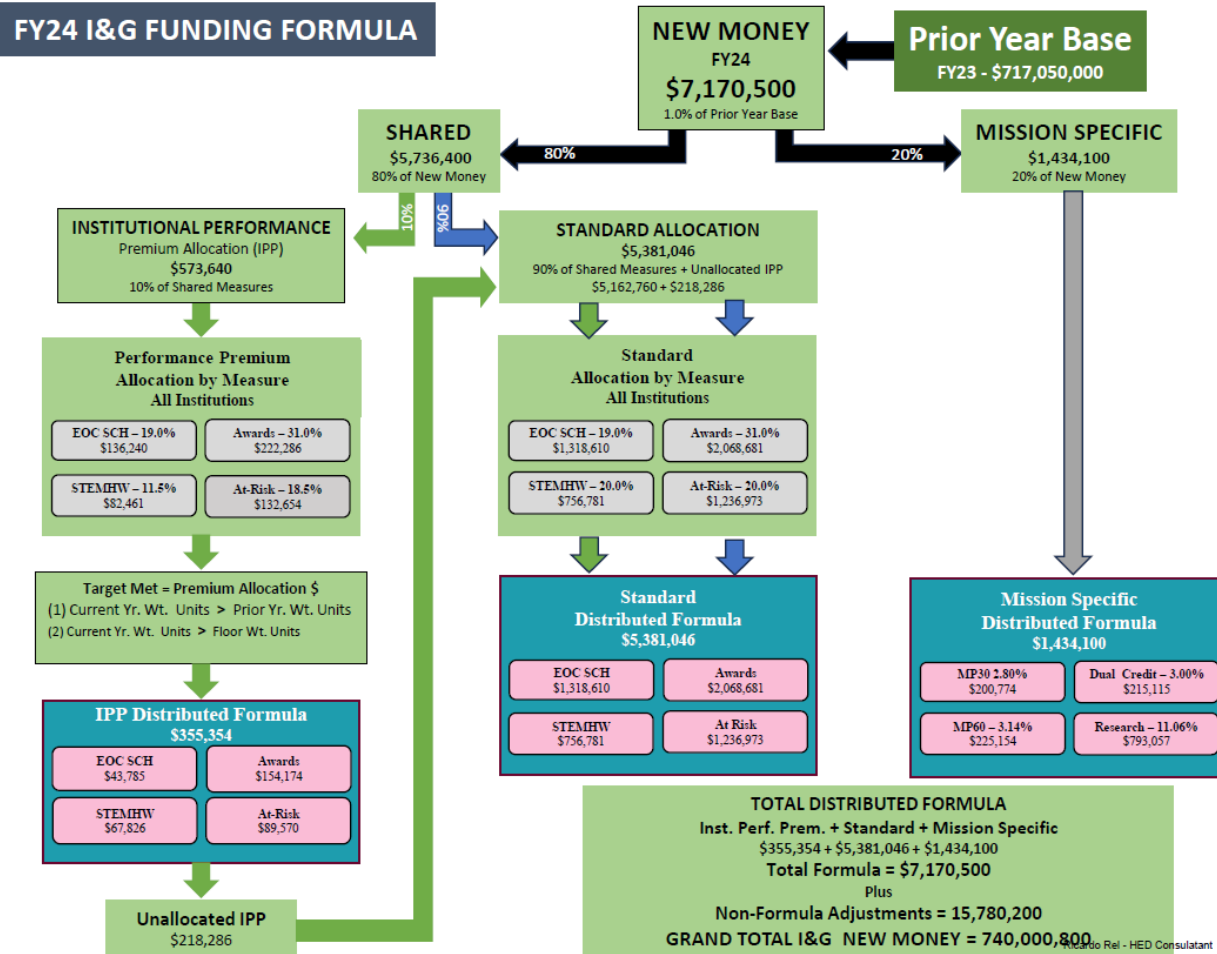 FY24 I&G FUNDING FORMULA
NEW MONEY
FY24
$7,170,500
1.0% of Prior Year Base
Prior Year Base
FY23 - $717,050,000
SHARED
$5,736,400
80% of New Money
80%
20%
MISSION SPECIFIC
$1,434,100
20% of New Money
10%
90%
INSTITUTIONAL PERFORMANCE
Premium Allocation (IPP)
$573,640
10% of Shared Measures
STANDARD ALLOCATION
$5,381,046
90% of Shared Measures + Unallocated IPP
$5,162,760 + $218,286
Performance Premium
Allocation by Measure
All Institutions
EOC SCH – 19.0%
$136,240
Awards – 31.0%
$222,286
STEMHW – 11.5%
$82,461
At-Risk – 18.5%
$132,654
Standard
Allocation by Measure
All Institutions
EOC SCH – 19.0%
$1,318,610
Awards – 31.0%
$2,068,681
STEMHW – 20.0%
$756,781
At-Risk – 20.0%
$1,236,973
Target Met = Premium Allocation $
(1) Current Yr. Wt. Units > Prior Yr. Wt. Units
(2) Current Yr. Wt. Units > Floor Wt. Units
IPP Distributed Formula
$355,354
EOC SCH
$43,785
Awards
$154,174
STEMHW
$67,826
At-Risk
$89,570
Standard
Distributed Formula
$5,381,046
EOC SCH
$1,318,610
Awards
$2,068,681
STEMHW
$756,781
At Risk
$1,236,973
Mission Specific
Distributed Formula
$1,434,100
MP30 2.80%
$200,774
Dual Credit – 3.00%
$215,115
MP60 – 3.14%
$225,154
Research – 11.06%
$793,057
Unallocated IPP
$218,286
TOTAL DISTRIBUTED FORMULA
Inst. Perf. Prem. + Standard + Mission Specific
$355,354 + $5,381,046 + $1,434,100
Total Formula = $7,170,500
Plus
Non-Formula Adjustments = 15,780,200
GRAND TOTAL I&G NEW MONEY = 740,000,800
Ricardo Rel - HED Consulatant